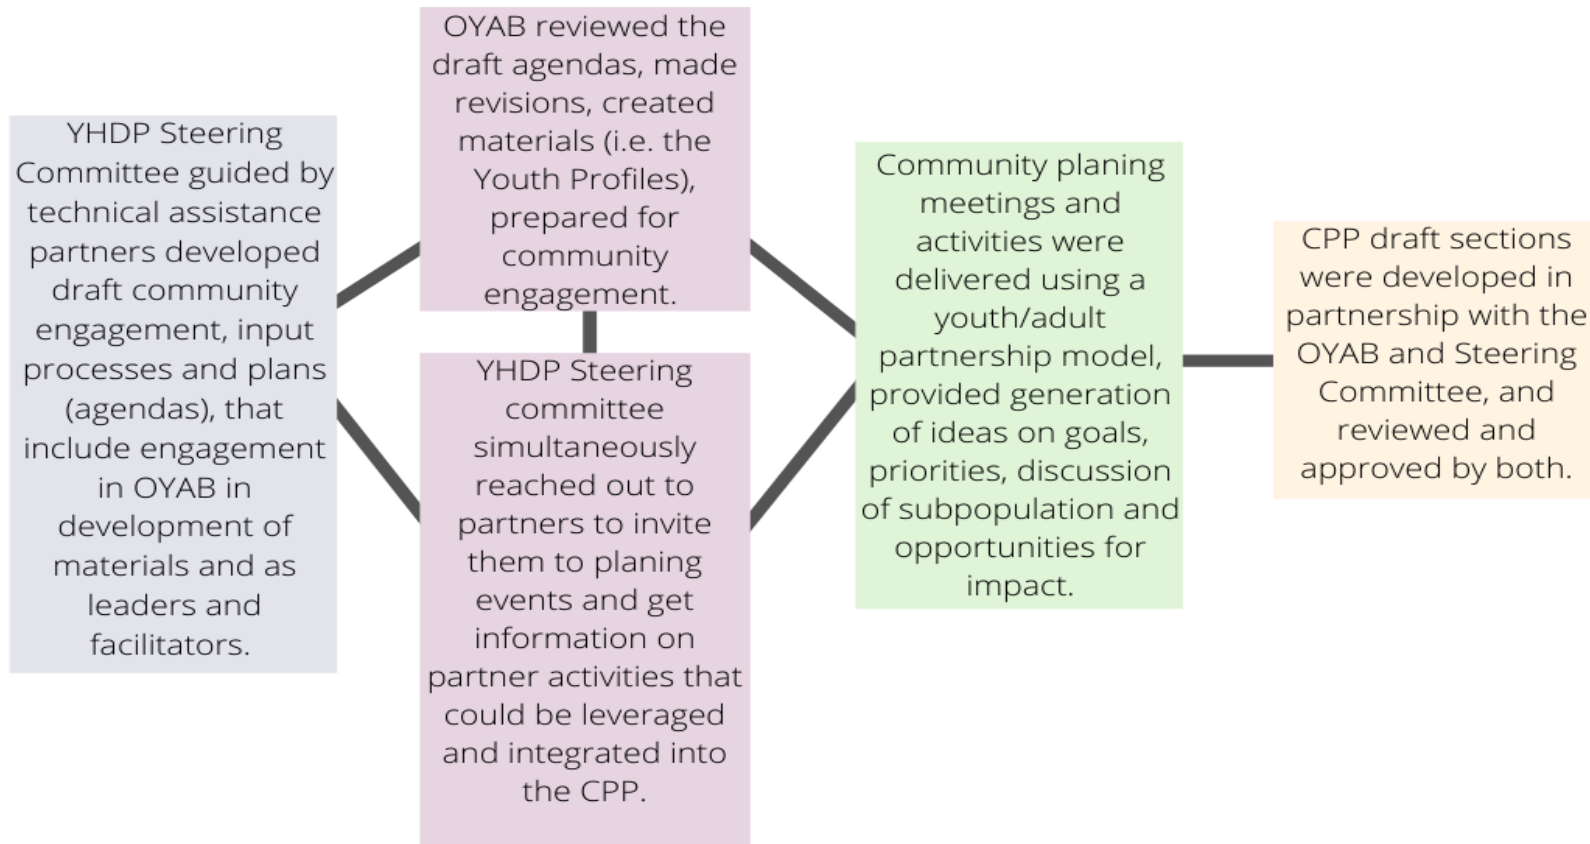 YHDP Steering
Committee guided by
technical assistance
partners developed
draft community
engagement, input
processes and plans
(agendas), that
include engagement
in OYAB in
development of
materials and as
leaders and
facilitators.
OYAB reviewed the
draft agendas, made
revisions, created
materials (i.e. the
Youth Profiles),
prepared for
community
engagement.
YHDP Steering
committee
simultaneously
reached out to
partners to invite
them to planing
events and get
information on
partner activities that
could be leveraged
and integrated into
the CPP.
Community planing
meetings and
activities were
delivered using a
youth/adult
partnership model,
provided generation
of ideas on goals,
priorities, discussion
of subpopulation and
opportunities for
impact.
CPP draft sections
were developed in
partnership with the
OYAB and Steering
Committee, and
reviewed and
approved by both.